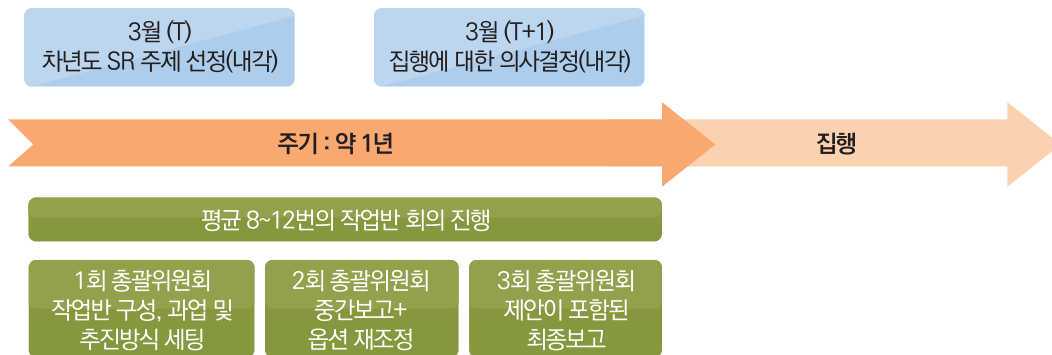 3월 (T)
차년도 SR 주제 선정(내각)
3월 (T+1)
집행에 대한 의사결정(내각)
주기 : 약 1년
집행
평균 8~12번의 작업반 회의 진행
1회 총괄위원회
작업반 구성, 과업 및
추진방식 세팅
2회 총괄위원회
중간보고+
옵션 재조정
3회 총괄위원회
제안이 포함된
최종보고